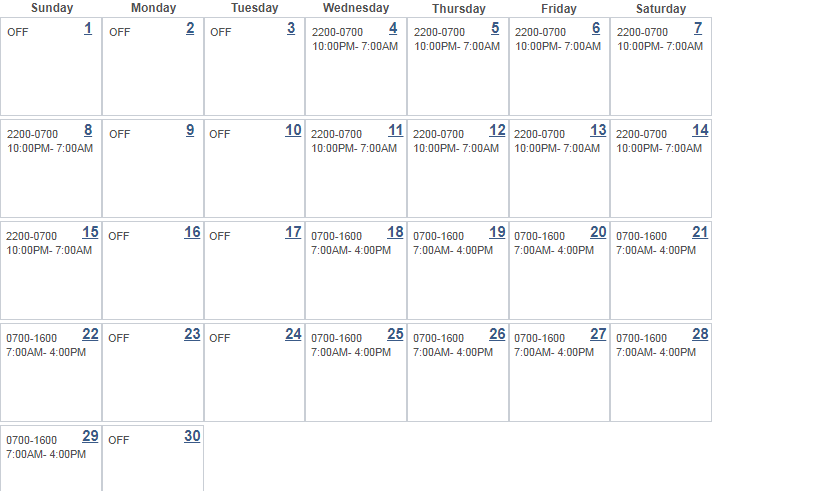 Sunday Monday Tuesday Wednesday Thursday Friday Saturday
OFF 1 OFF 2 OFF 3 2200-0700 4 2200-0700 5 2200-0700 6 2200-0700 7
10:00PM- 7:00AM 10:00PM- 7:00AM 10:00PM- 7:00AM 10:00PM- 7:00AM
2200-0700 8 OFF 9 OFF 10 2200-0700 11 2200-0700 12 2200-0700 13 2200-0700 14
10:00PM- 7:00AM 10:00PM- 7:00AM 10:00PM- 7:00AM 10:00PM- 7:00AM 10:00PM- 7:00AM
2200-0700 15 OFF 16 OFF 17 0700-1600 18 0700-1600 19 0700-1600 20 0700-1600 21
10:00PM- 7:00AM 7:00AM- 4:00PM 7:00AM- 4:00PM 7:00AM- 4:00PM 7:00AM- 4:00PM
0700-1600 22 OFF 23 OFF 24 0700-1600 25 0700-1600 26 0700-1600 27 0700-1600 28
7:00AM- 4:00PM 7:00AM- 4:00PM 7:00AM- 4:00PM 7:00AM- 4:00PM 7:00AM- 4:00PM
0700-1600 29 OFF 30
7:00AM- 4:00PM